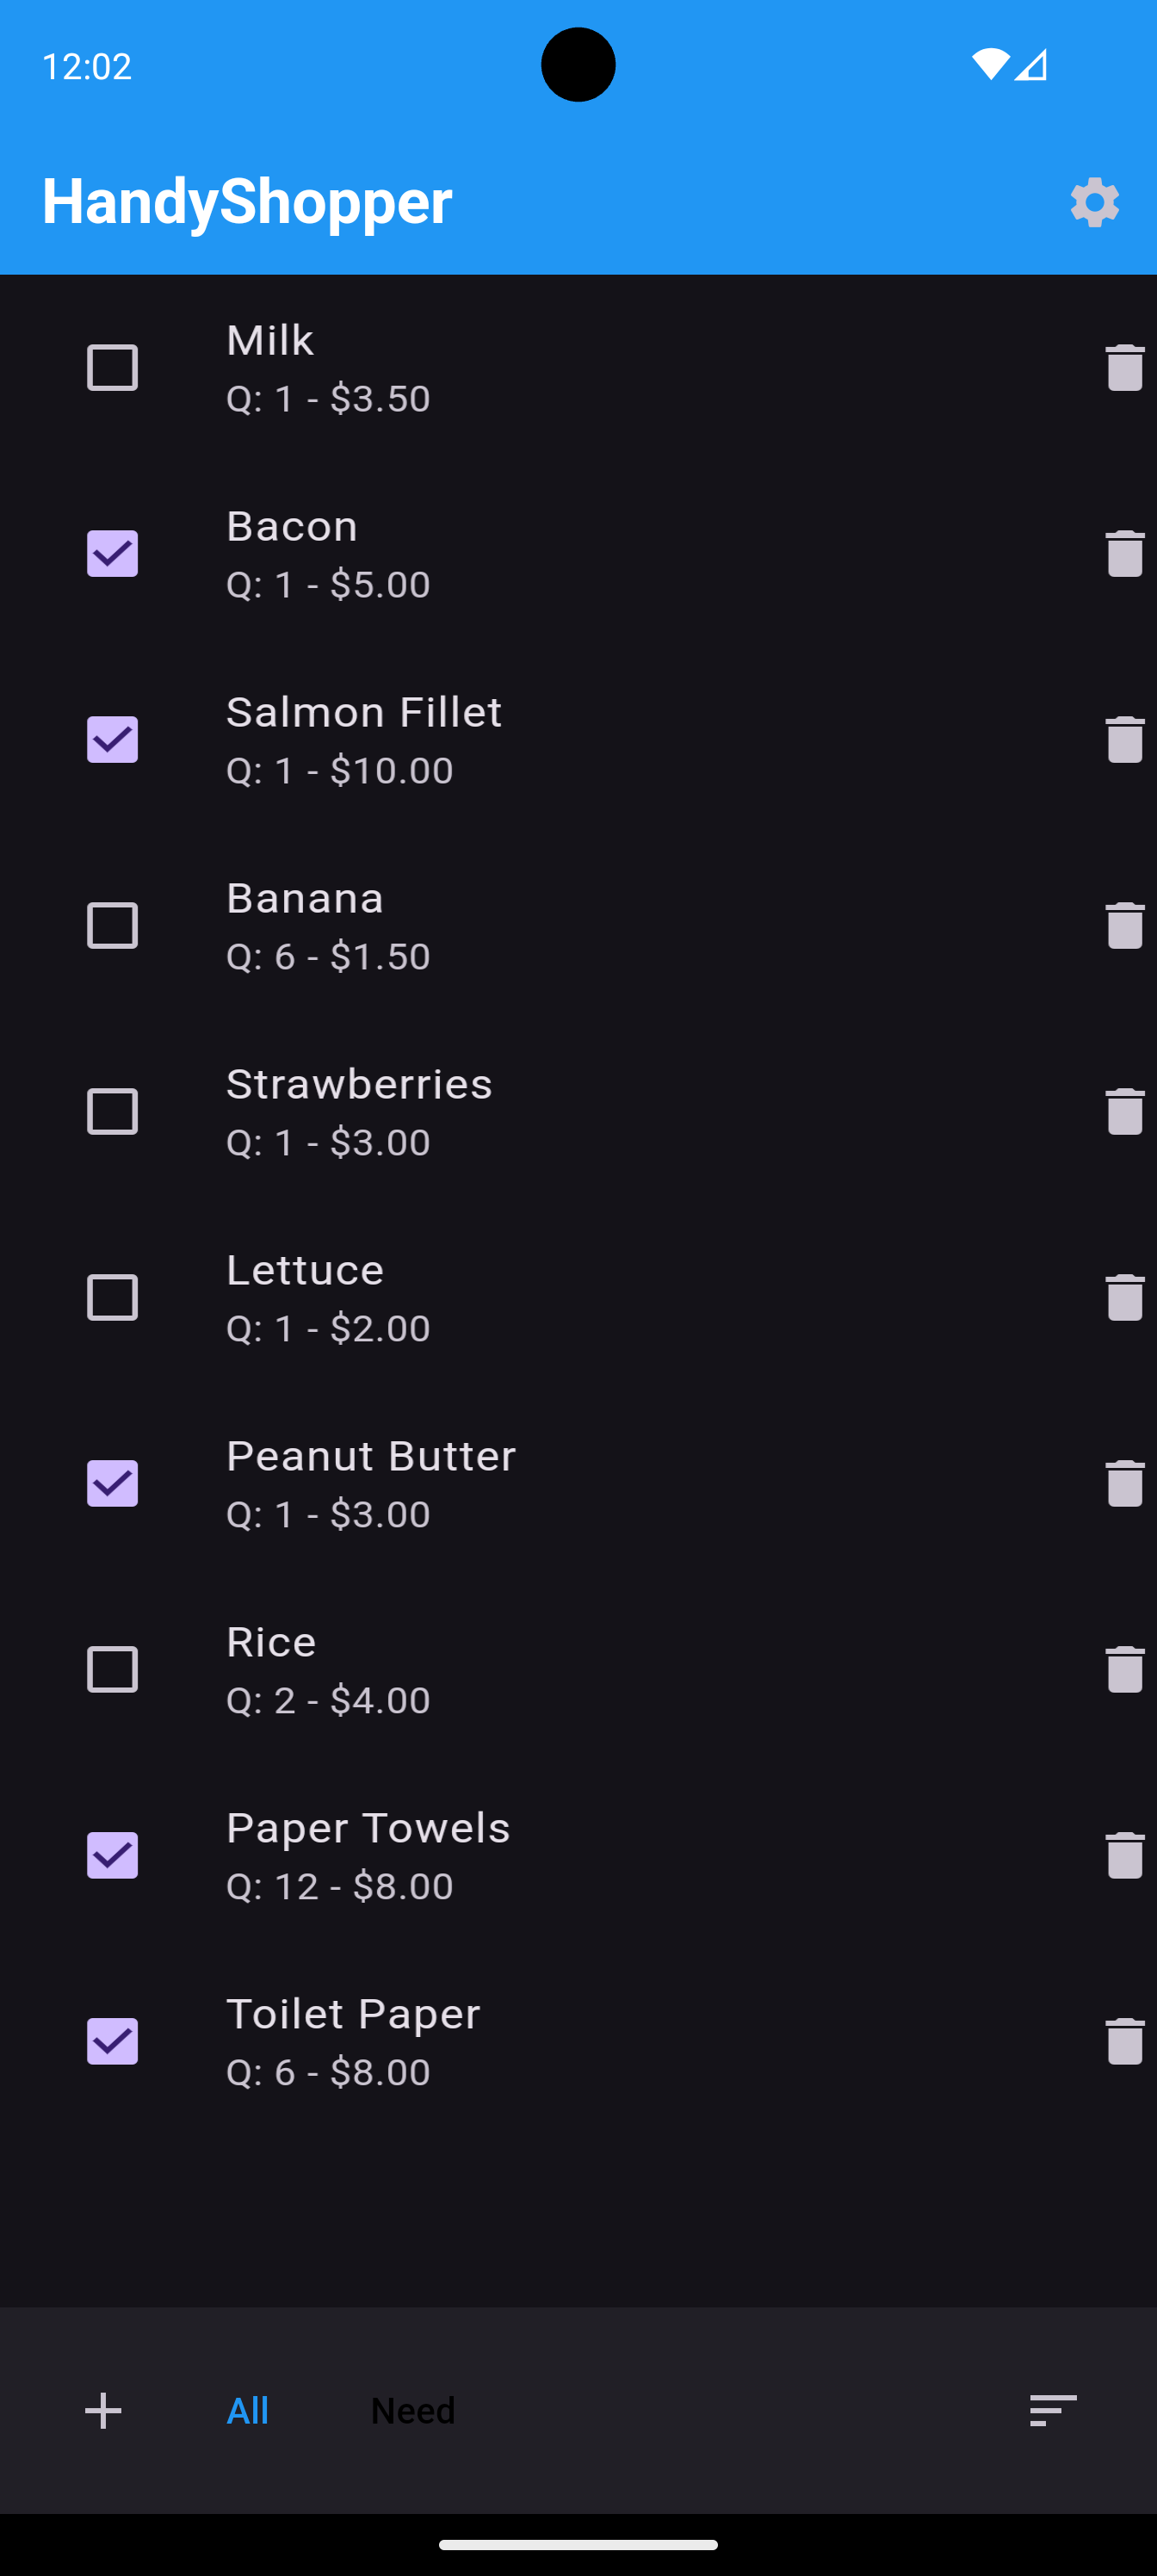 12:02
HandyShopper
Milk
Q: 1 - $3.50
Bacon
Q: 1 - $5.00
Salmon Fillet
Q: 1 - $10.00
Banana
Q: 6 - $1.50
Strawberries
Q: 1 - $3.00
Lettuce
Q: 1 - $2.00
Peanut Butter
Q: 1 - $3.00
Rice
Q: 2 - $4.00
Paper Towels
Q: 12 - $8.00
Toilet Paper
Q: 6 - $8.00
All Need